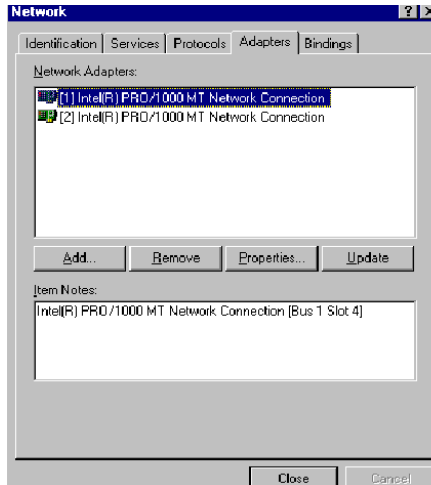 Network
Identification Services Protocols Adapters Bindings
Network Adapters:
[1] Intel(R) PRO/1000 MT Network Connection
[2] Intel(R) PRO/1000 MT Network Connection
Add... Remove Properties... Update
Item Notes:
Intel(R) PRO/1000 MT Network Connection [Bus 1 Slot 4]
Close Cancel